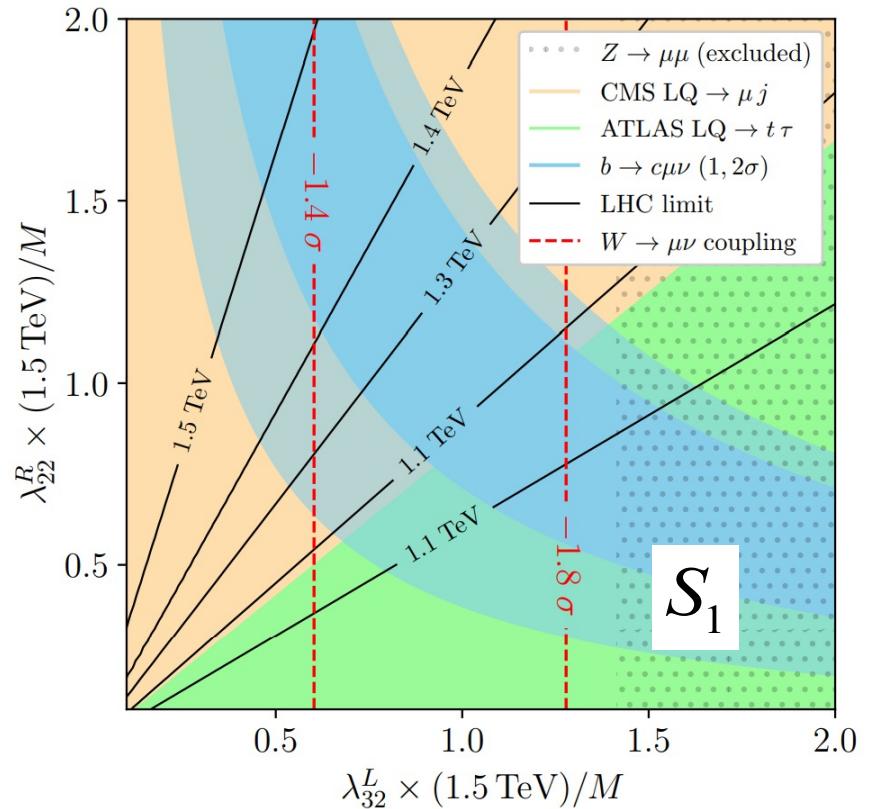 2.0
1.5
1.0
0.5
0.5
1.0
1.5
2.0
λ^R_{22} × (1.5 TeV)/M
λ^L_{32} × (1.5 TeV)/M
Z → μμ (excluded)
CMS LQ → μ j
ATLAS LQ → t τ
b → cμν (1, 2σ)
LHC limit
W → μν coupling
1.4 TeV
−1.4 σ
1.3 TeV
1.5 TeV
1.1 TeV
1.1 TeV
−1.8 σ
S_1